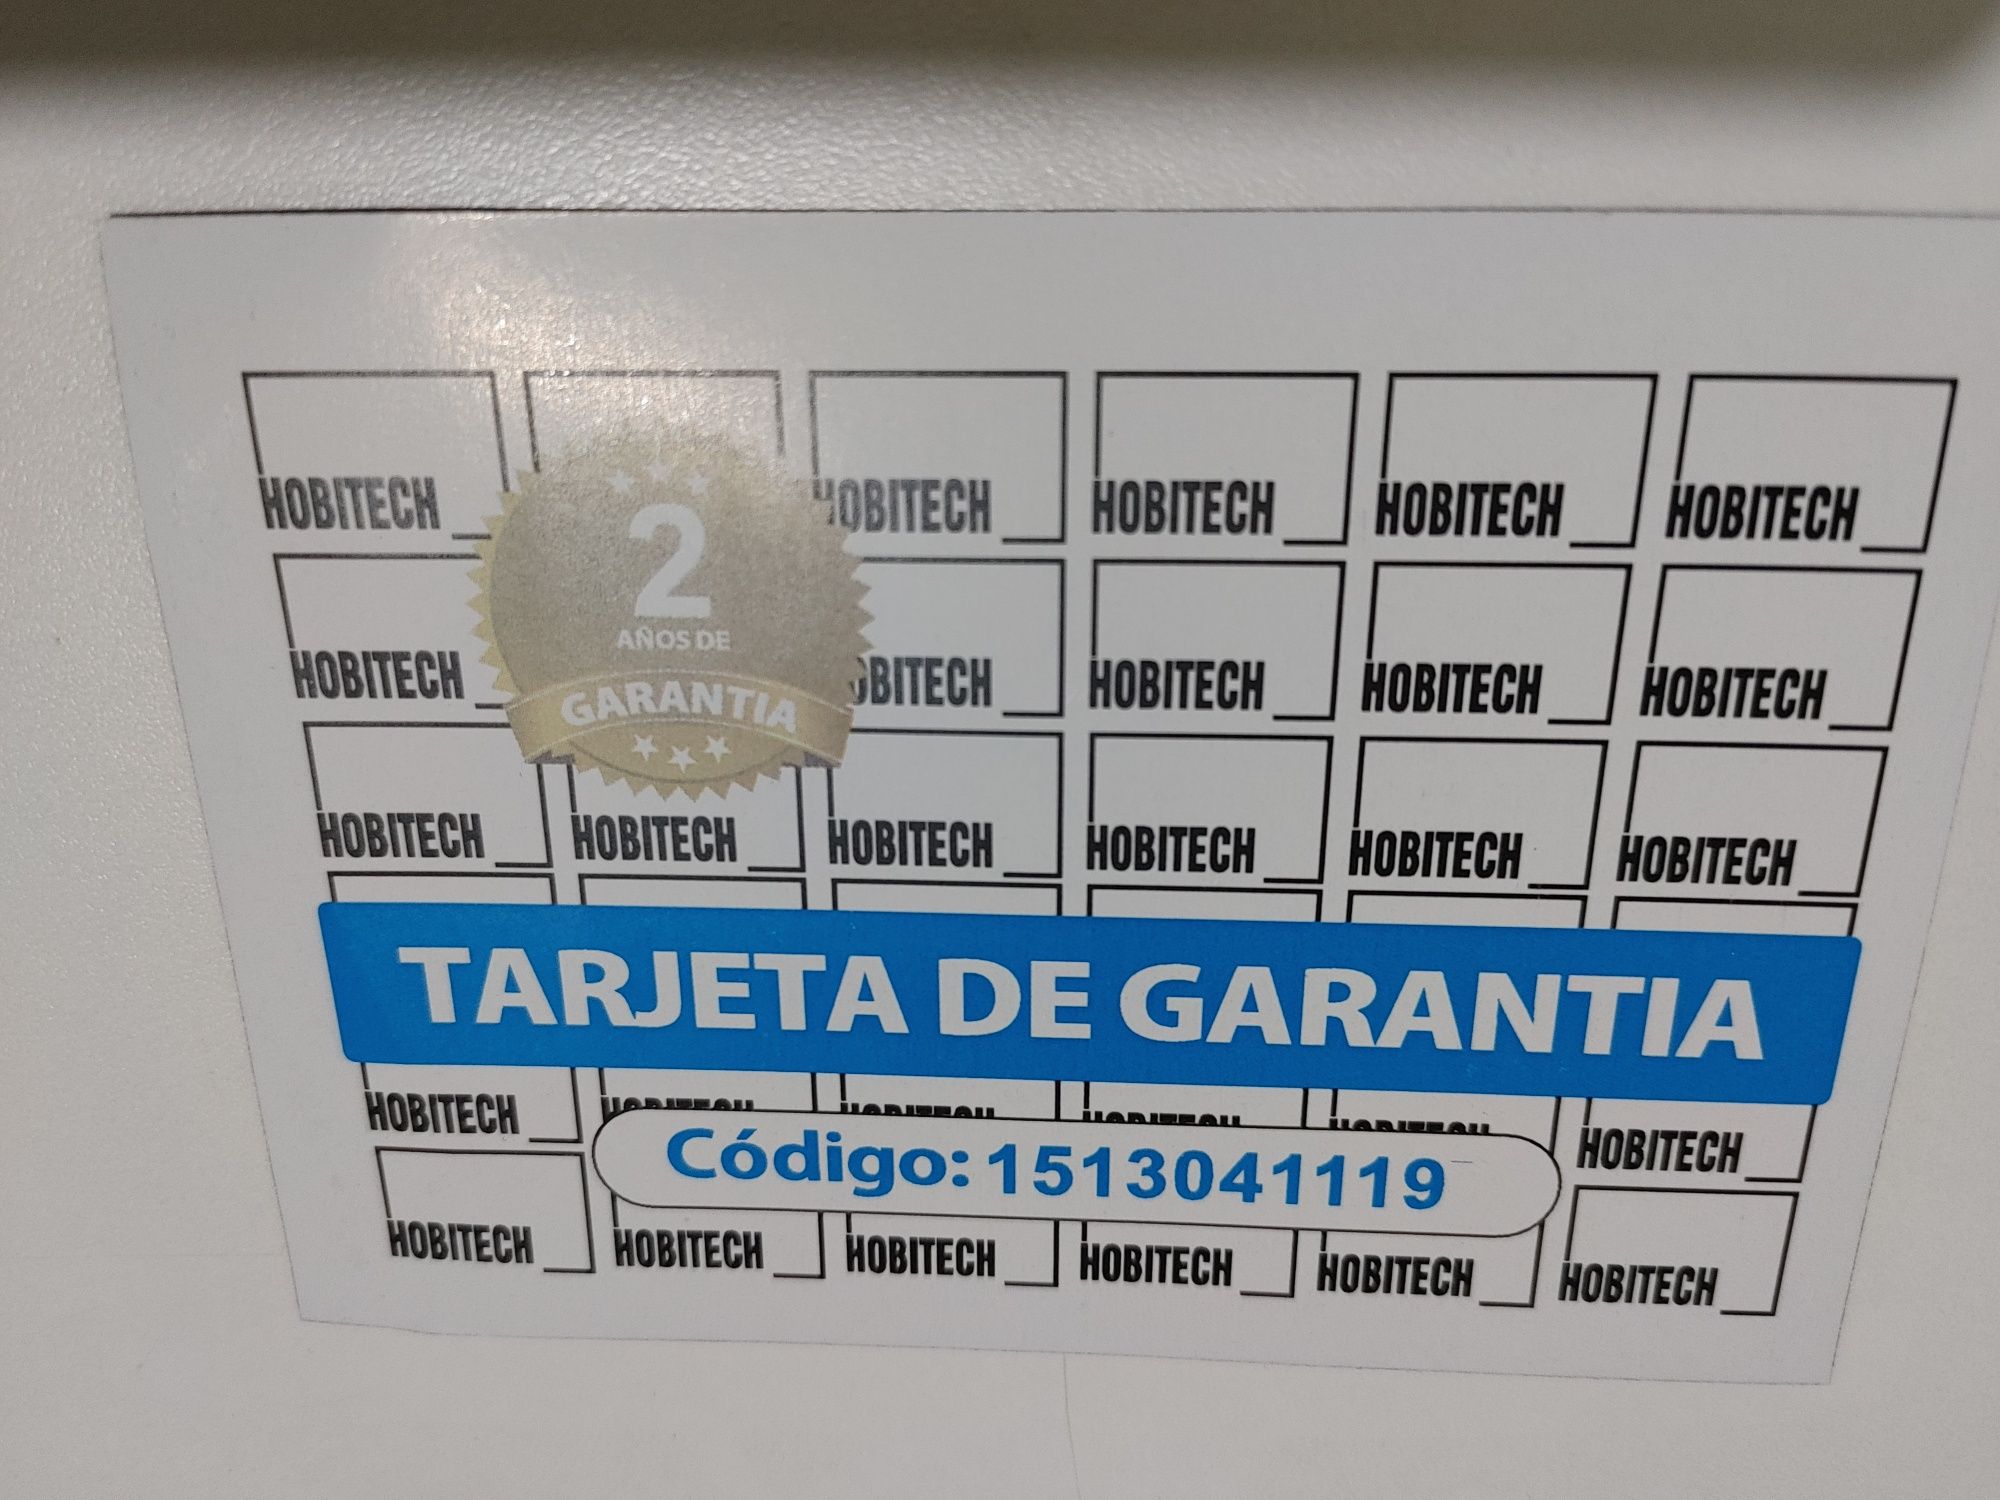 HOBITECH HOBITECH HOBITECH HOBITECH HOBITECH
2
AÑOS DE
HOBITECH HOBITECH HOBITECH HOBITECH
GARANTIA
HOBITECH HOBITECH HOBITECH HOBITECH HOBITECH HOBITECH
TARJETA DE GARANTIA
HOBITECH HOBITECH
Código: 1513041119
HOBITECH HOBITECH HOBITECH HOBITECH HOBITECH HOBITECH